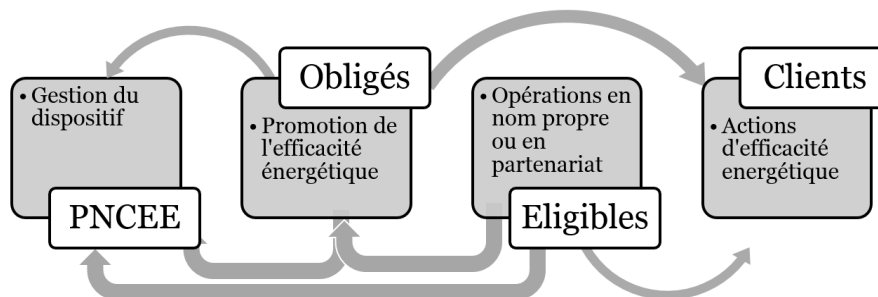 • Gestion du
dispositif
PNCEE
Obligés
• Promotion de
l'efficacité
énergétique
• Opérations en
nom propre
ou en
partenariat
Eligibles
Clients
• Actions
d'efficacité
energétique